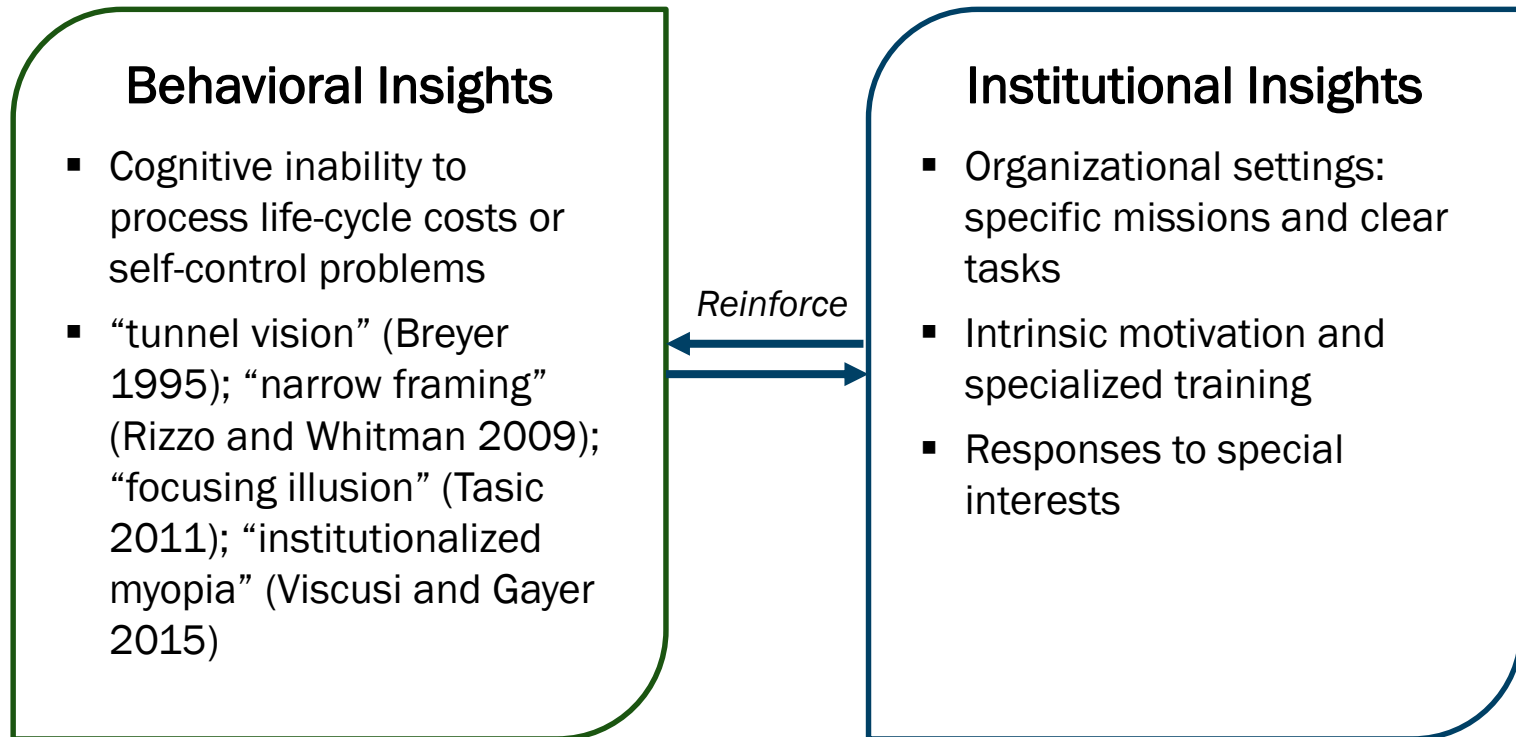 Behavioral Insights
▪ Cognitive inability to
process life-cycle costs or
self-control problems
▪ “tunnel vision” (Breyer
1995); “narrow framing”
(Rizzo and Whitman 2009);
“focusing illusion” (Tasic
2011); “institutionalized
myopia” (Viscusi and Gayer
2015)
Reinforce
Institutional Insights
▪ Organizational settings:
specific missions and clear
tasks
▪ Intrinsic motivation and
specialized training
▪ Responses to special
interests